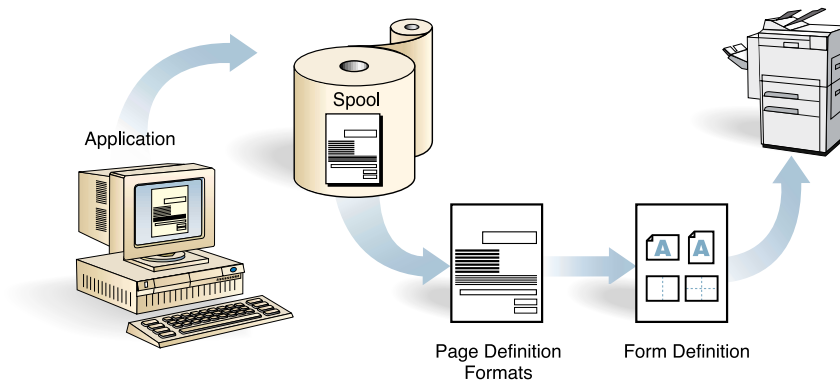 Application
Spool
A
A
Page Definition
Formats
Form Definition